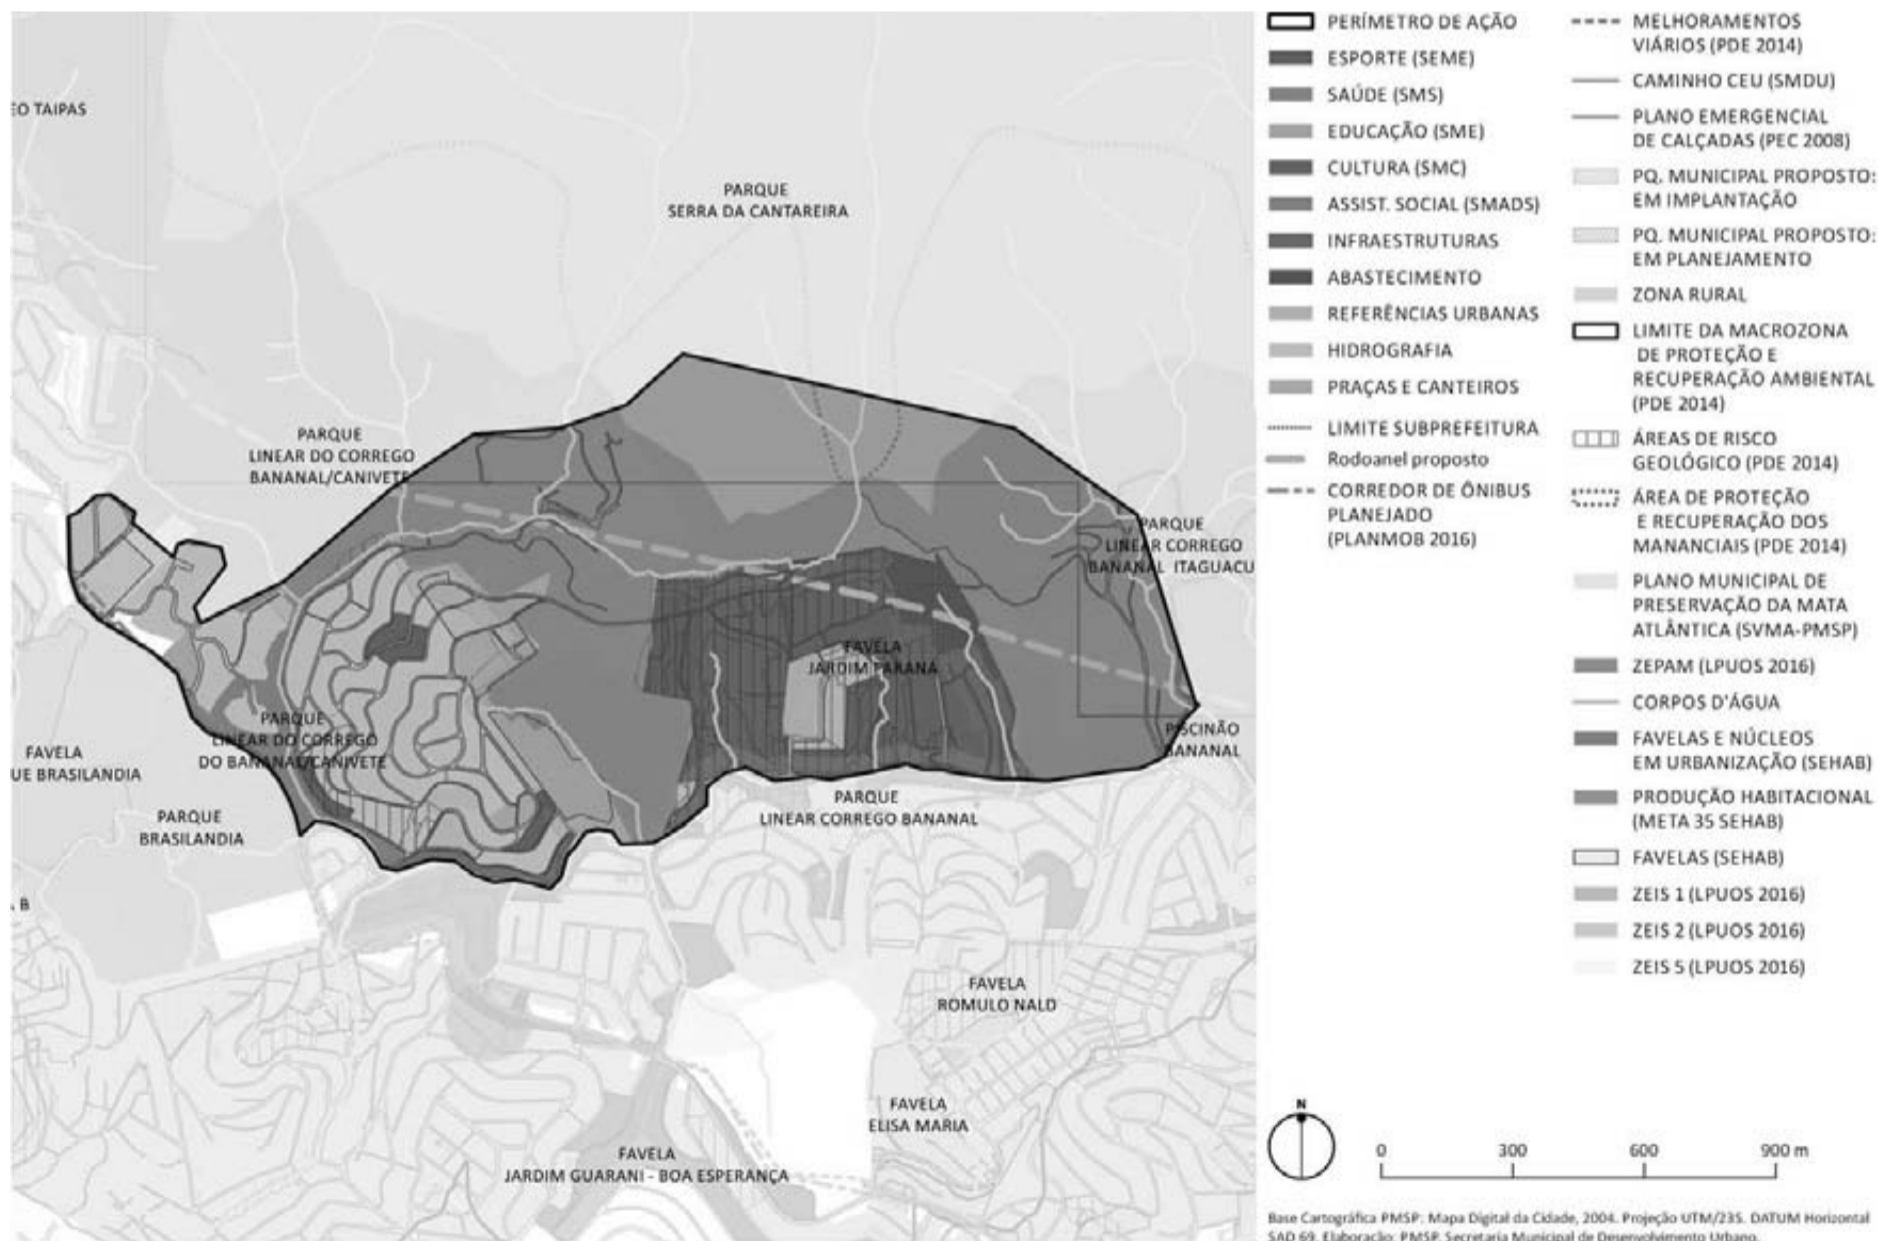 EO TAIPAS
PARQUE
SERRA DA CANTAREIRA
PARQUE
LINEAR DO CORREGO
BANANAL/CANIVETE
PARQUE
LINEAR CORREGO
BANANAL ITAGUACU
FAVELA
JARDIM PARANA
PARQUE
LINEAR DO CORREGO
DO BANANAL/CANIVETE
PISCINÃO
BANANAL
FAVELA
UE BRASILANDIA
PARQUE
BRASILANDIA
PARQUE
LINEAR CORREGO BANANAL
B
FAVELA
ROMULO NALD
FAVELA
ELISA MARIA
FAVELA
JARDIM GUARANI - BOA ESPERANÇA
PERÍMETRO DE AÇÃO
ESPORTE (SEME)
SAÚDE (SMS)
EDUCAÇÃO (SME)
CULTURA (SMC)
ASSIST. SOCIAL (SMADS)
INFRAESTRUTURAS
ABASTECIMENTO
REFERÊNCIAS URBANAS
HIDROGRAFIA
PRAÇAS E CANTEIROS
LIMITE SUBPREFEITURA
Rodoanel proposto
CORREDOR DE ÔNIBUS
PLANEJADO
(PLANMOB 2016)
MELHORAMENTOS
VIÁRIOS (PDE 2014)
CAMINHO CEU (SMDU)
PLANO EMERGENCIAL
DE CALÇADAS (PEC 2008)
PQ. MUNICIPAL PROPOSTO:
EM IMPLANTAÇÃO
PQ. MUNICIPAL PROPOSTO:
EM PLANEJAMENTO
ZONA RURAL
LIMITE DA MACROZONA
DE PROTEÇÃO E
RECUPERAÇÃO AMBIENTAL
(PDE 2014)
ÁREAS DE RISCO
GEOLÓGICO (PDE 2014)
ÁREA DE PROTEÇÃO
E RECUPERAÇÃO DOS
MANANCIAIS (PDE 2014)
PLANO MUNICIPAL DE
PRESERVAÇÃO DA MATA
ATLÂNTICA (SVMA-PMSP)
ZEPAM (LPUOS 2016)
CORPOS D'ÁGUA
FAVELAS E NÚCLEOS
EM URBANIZAÇÃO (SEHAB)
PRODUÇÃO HABITACIONAL
(META 35 SEHAB)
FAVELAS (SEHAB)
ZEIS 1 (LPUOS 2016)
ZEIS 2 (LPUOS 2016)
ZEIS 5 (LPUOS 2016)
N
0 300 600 900 m
Base Cartográfica PMSP: Mapa Digital da Cidade, 2004. Projeção UTM/23S. DATUM Horizontal
SAD 69. Elaboração: PMSP. Secretaria Municipal de Desenvolvimento Urbano.